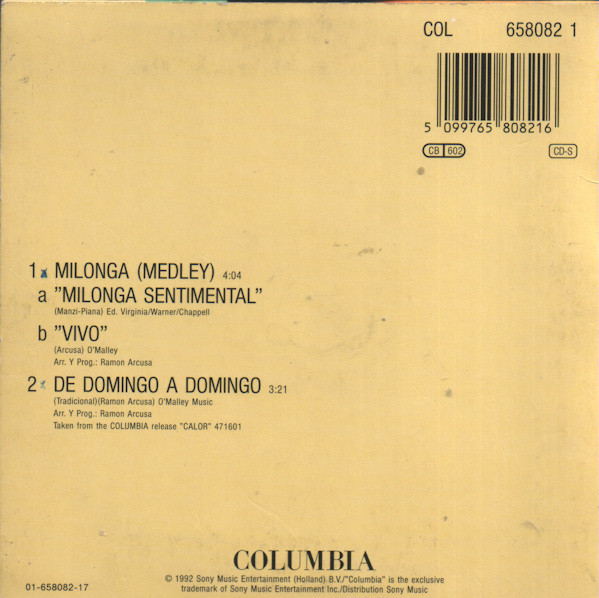 COL 658082 1
5 099765 808216
CB 602 CD-S
1 MILONGA (MEDLEY) 4:04
a "MILONGA SENTIMENTAL"
(Manzi-Piana) Ed. Virginia/Warner/Chappell
b "VIVO"
(Arcusa) O'Malley
Arr. Y Prog.: Ramon Arcusa
2 DE DOMINGO A DOMINGO 3:21
(Tradicional)(Ramon Arcusa) O'Malley Music
Arr. Y Prog.: Ramon Arcusa
Taken from the COLUMBIA release "CALOR" 471601
COLUMBIA
© 1992 Sony Music Entertainment (Holland) B.V./"Columbia" is the exclusive
trademark of Sony Music Entertainment Inc./Distribution Sony Music
01-658082-17